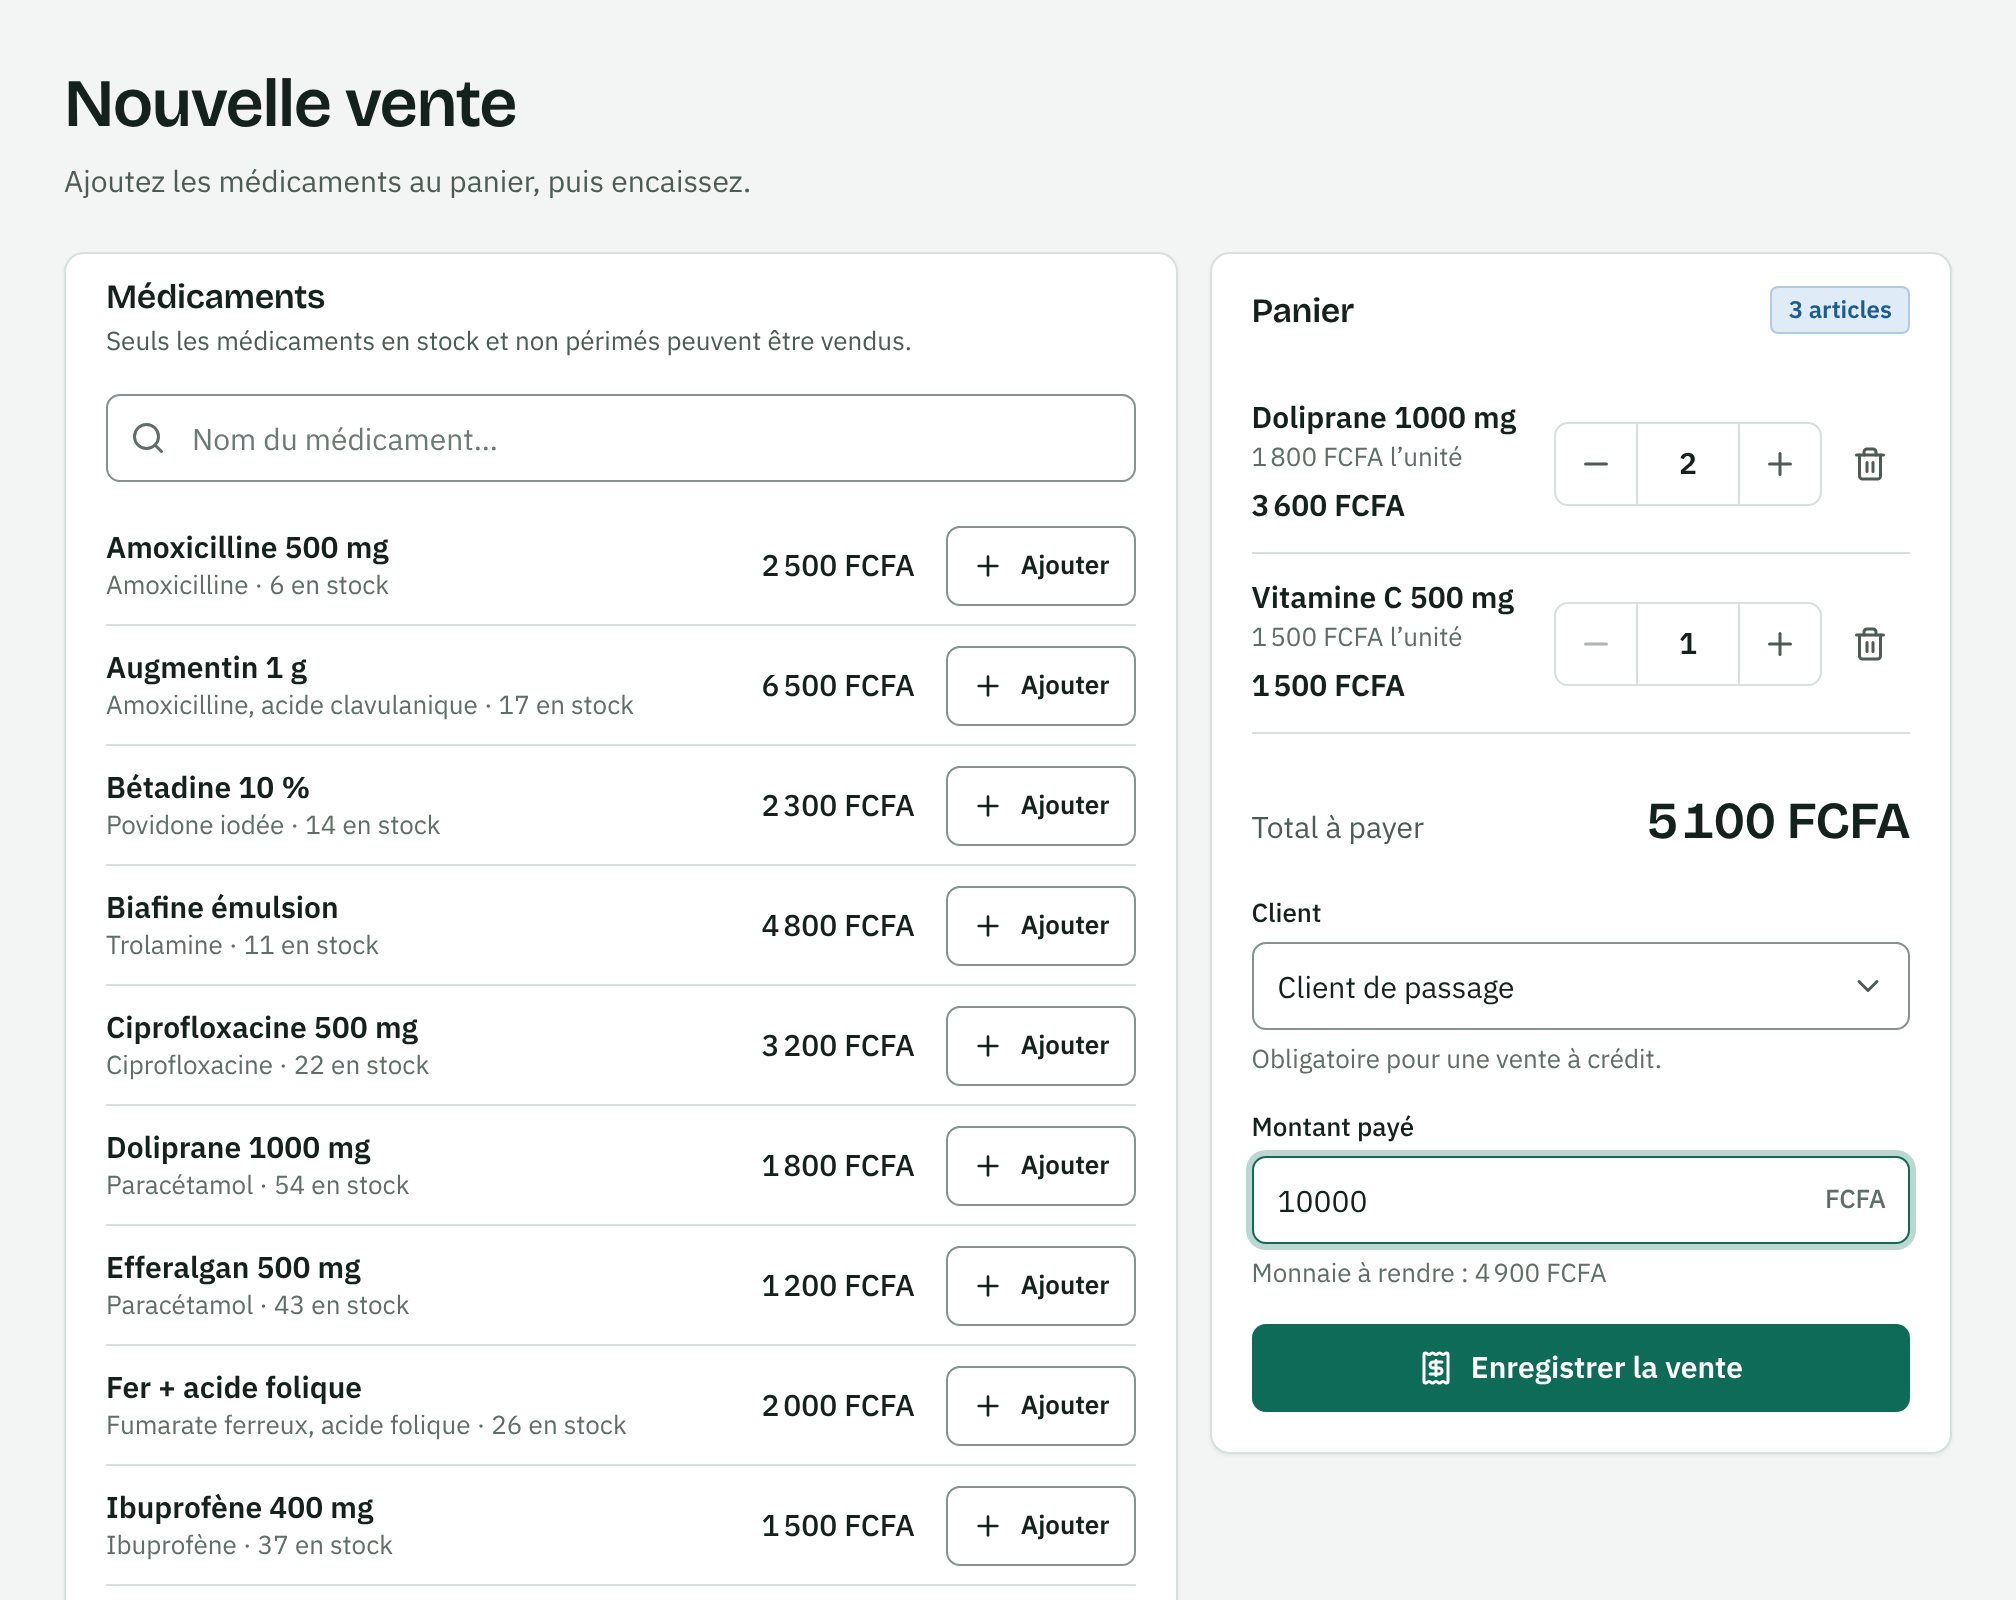 Nouvelle vente
Ajoutez les médicaments au panier, puis encaissez.
Médicaments
Seuls les médicaments en stock et non périmés peuvent être vendus.
Nom du médicament...
Amoxicilline 500 mg
Amoxicilline · 6 en stock
2 500 FCFA
Ajouter
Augmentin 1 g
Amoxicilline, acide clavulanique · 17 en stock
6 500 FCFA
Ajouter
Bétadine 10 %
Povidone iodée · 14 en stock
2 300 FCFA
Ajouter
Biafine émulsion
Trolamine · 11 en stock
4 800 FCFA
Ajouter
Ciprofloxacine 500 mg
Ciprofloxacine · 22 en stock
3 200 FCFA
Ajouter
Doliprane 1000 mg
Paracétamol · 54 en stock
1 800 FCFA
Ajouter
Efferalgan 500 mg
Paracétamol · 43 en stock
1 200 FCFA
Ajouter
Fer + acide folique
Fumarate ferreux, acide folique · 26 en stock
2 000 FCFA
Ajouter
Ibuprofène 400 mg
Ibuprofène · 37 en stock
1 500 FCFA
Ajouter
Panier
3 articles
Doliprane 1000 mg
1 800 FCFA l’unité
3 600 FCFA
2
Vitamine C 500 mg
1 500 FCFA l’unité
1 500 FCFA
1
Total à payer
5 100 FCFA
Client
Client de passage
Obligatoire pour une vente à crédit.
Montant payé
10000
FCFA
Monnaie à rendre : 4 900 FCFA
Enregistrer la vente